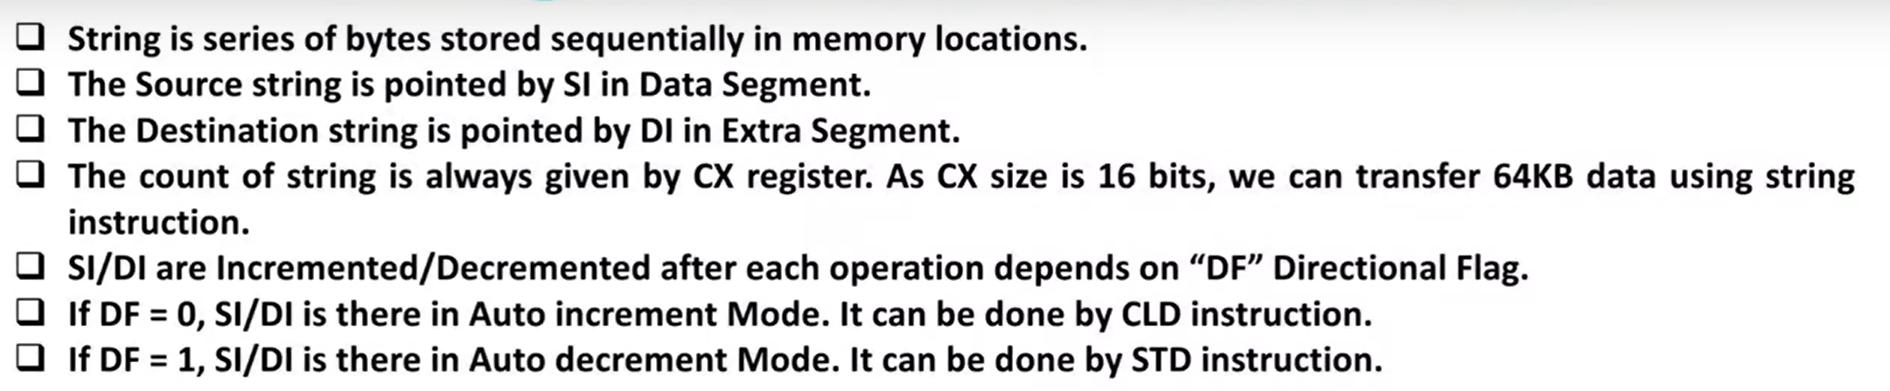 ❑ String is series of bytes stored sequentially in memory locations.
❑ The Source string is pointed by SI in Data Segment.
❑ The Destination string is pointed by DI in Extra Segment.
❑ The count of string is always given by CX register. As CX size is 16 bits, we can transfer 64KB data using string
instruction.
❑ SI/DI are Incremented/Decremented after each operation depends on “DF” Directional Flag.
❑ If DF = 0, SI/DI is there in Auto increment Mode. It can be done by CLD instruction.
❑ If DF = 1, SI/DI is there in Auto decrement Mode. It can be done by STD instruction.